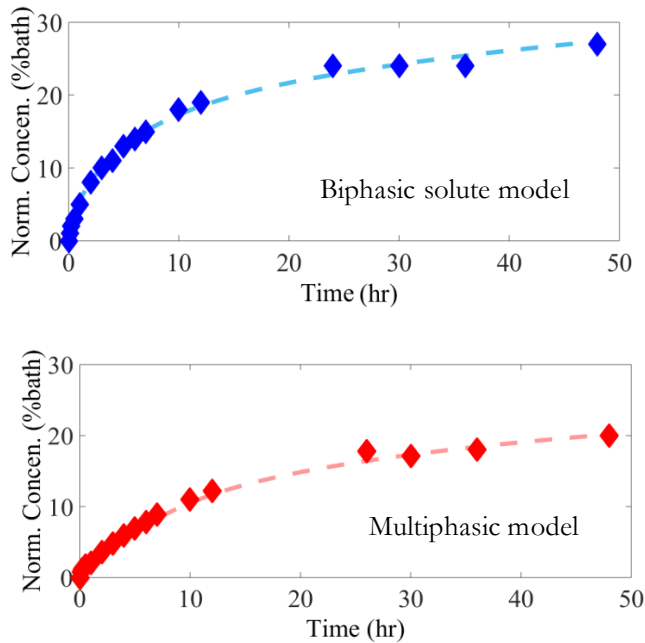 30
20
10
0
Norm. Concen. (%bath)
Biphasic solute model
0 10 20 30 40 50
Time (hr)
30
20
10
0
Norm. Concen. (%bath)
Multiphasic model
0 10 20 30 40 50
Time (hr)